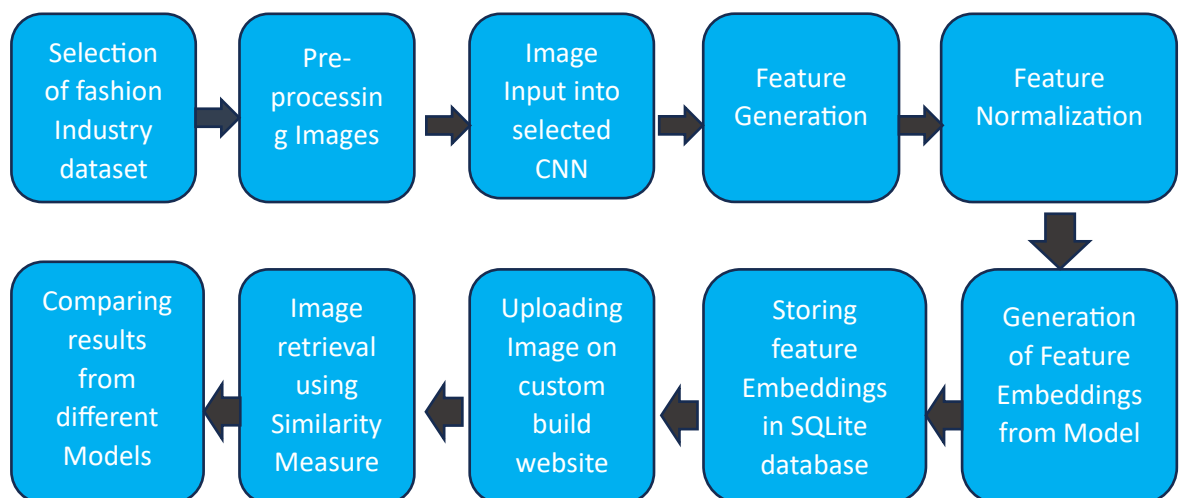 Selection
of fashion
Industry
dataset
Pre-
processin
g Images
Image
Input into
selected
CNN
Feature
Generation
Feature
Normalization
Generation
of Feature
Embeddings
from Model
Storing
feature
Embeddings
in SQLite
database
Uploading
Image on
custom
build
website
Image
retrieval
using
Similarity
Measure
Comparing
results
from
different
Models